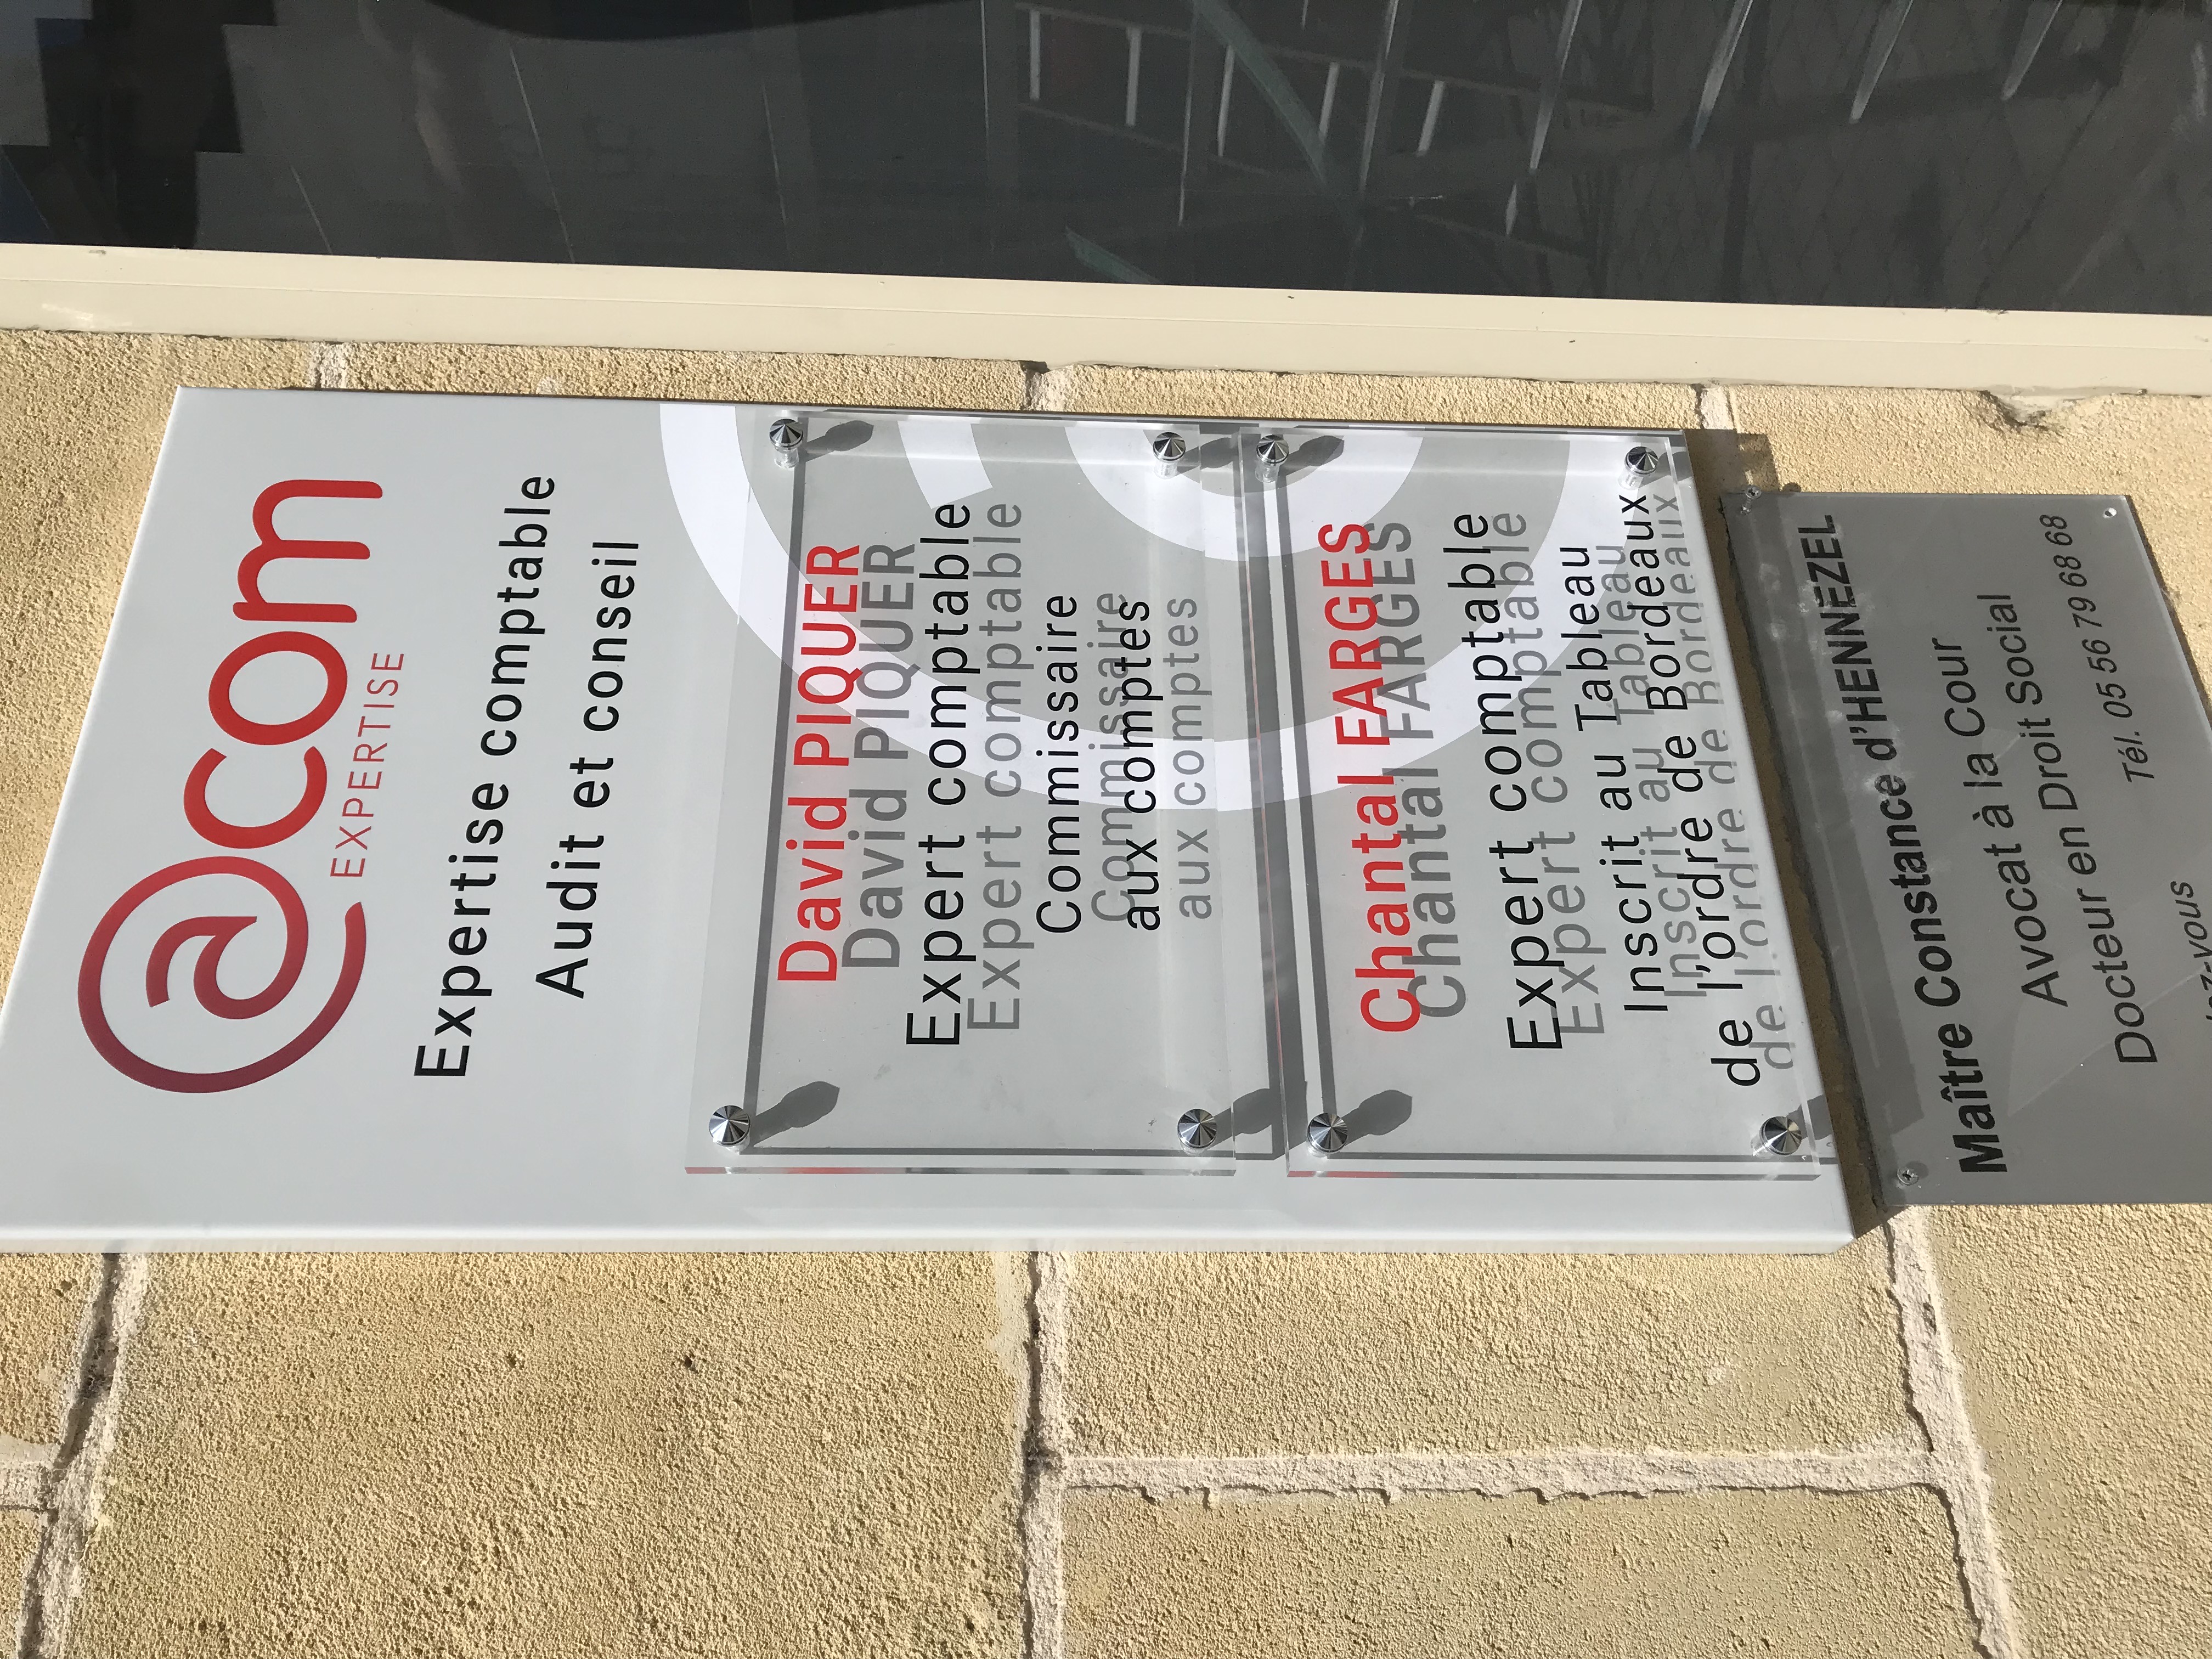 @com
EXPERTISE
Expertise comptable
Audit et conseil
David PIQUER
Expert comptable
Commissaire
aux comptes
Chantal FARGES
Expert comptable
Inscrit au Tableau
de l'ordre de Bordeaux
Maître Constance d'HENNEZEL
Avocat à la Cour
Docteur en Droit Social
Tél. 05 56 79 68 68